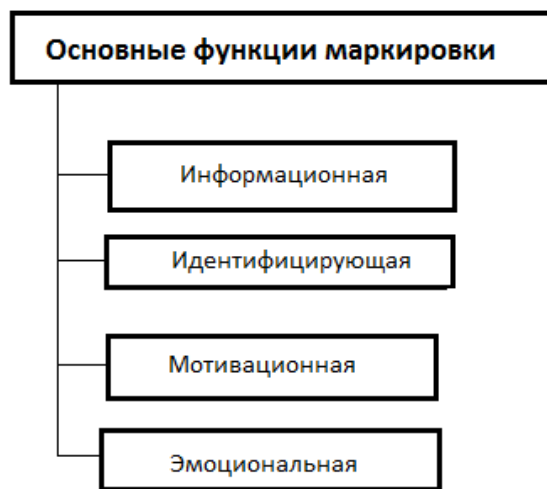 Основные функции маркировки
Информационная
Идентифицирующая
Мотивационная
Эмоциональная